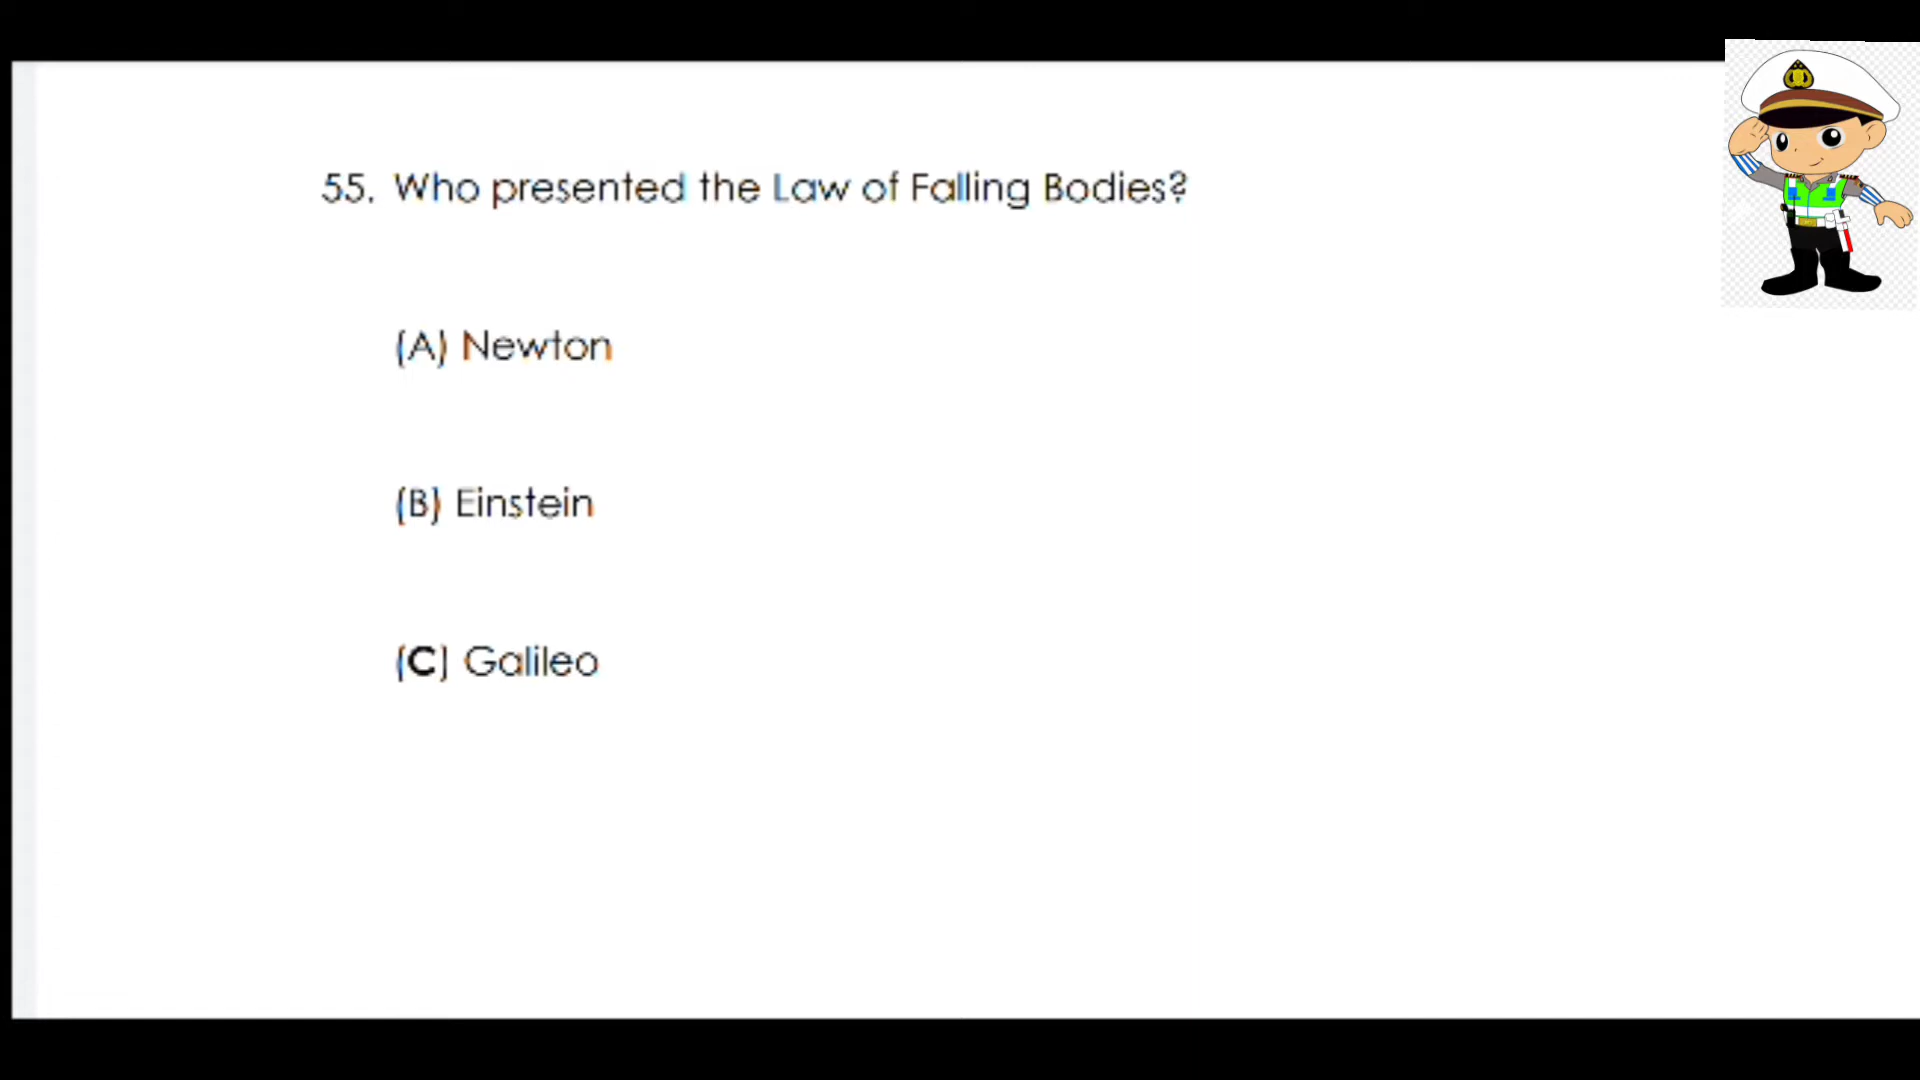 55. Who presented the Law of Falling Bodies?
(A) Newton
(B) Einstein
(C) Galileo